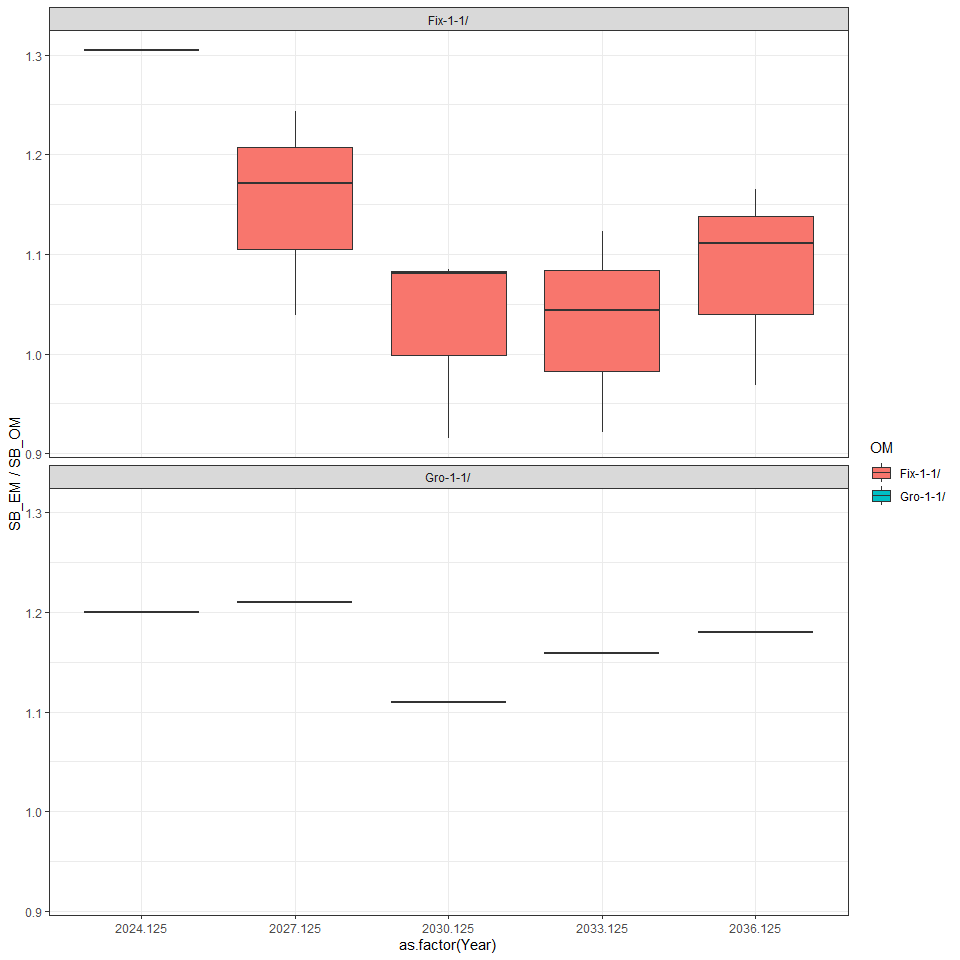 Fix-1-1/
1.3
1.2
1.1
1.0
0.9
SB_EM / SB_OM
Gro-1-1/
1.3
1.2
1.1
1.0
0.9
2024.125 2027.125 2030.125 2033.125 2036.125
as.factor(Year)
OM
Fix-1-1/
Gro-1-1/